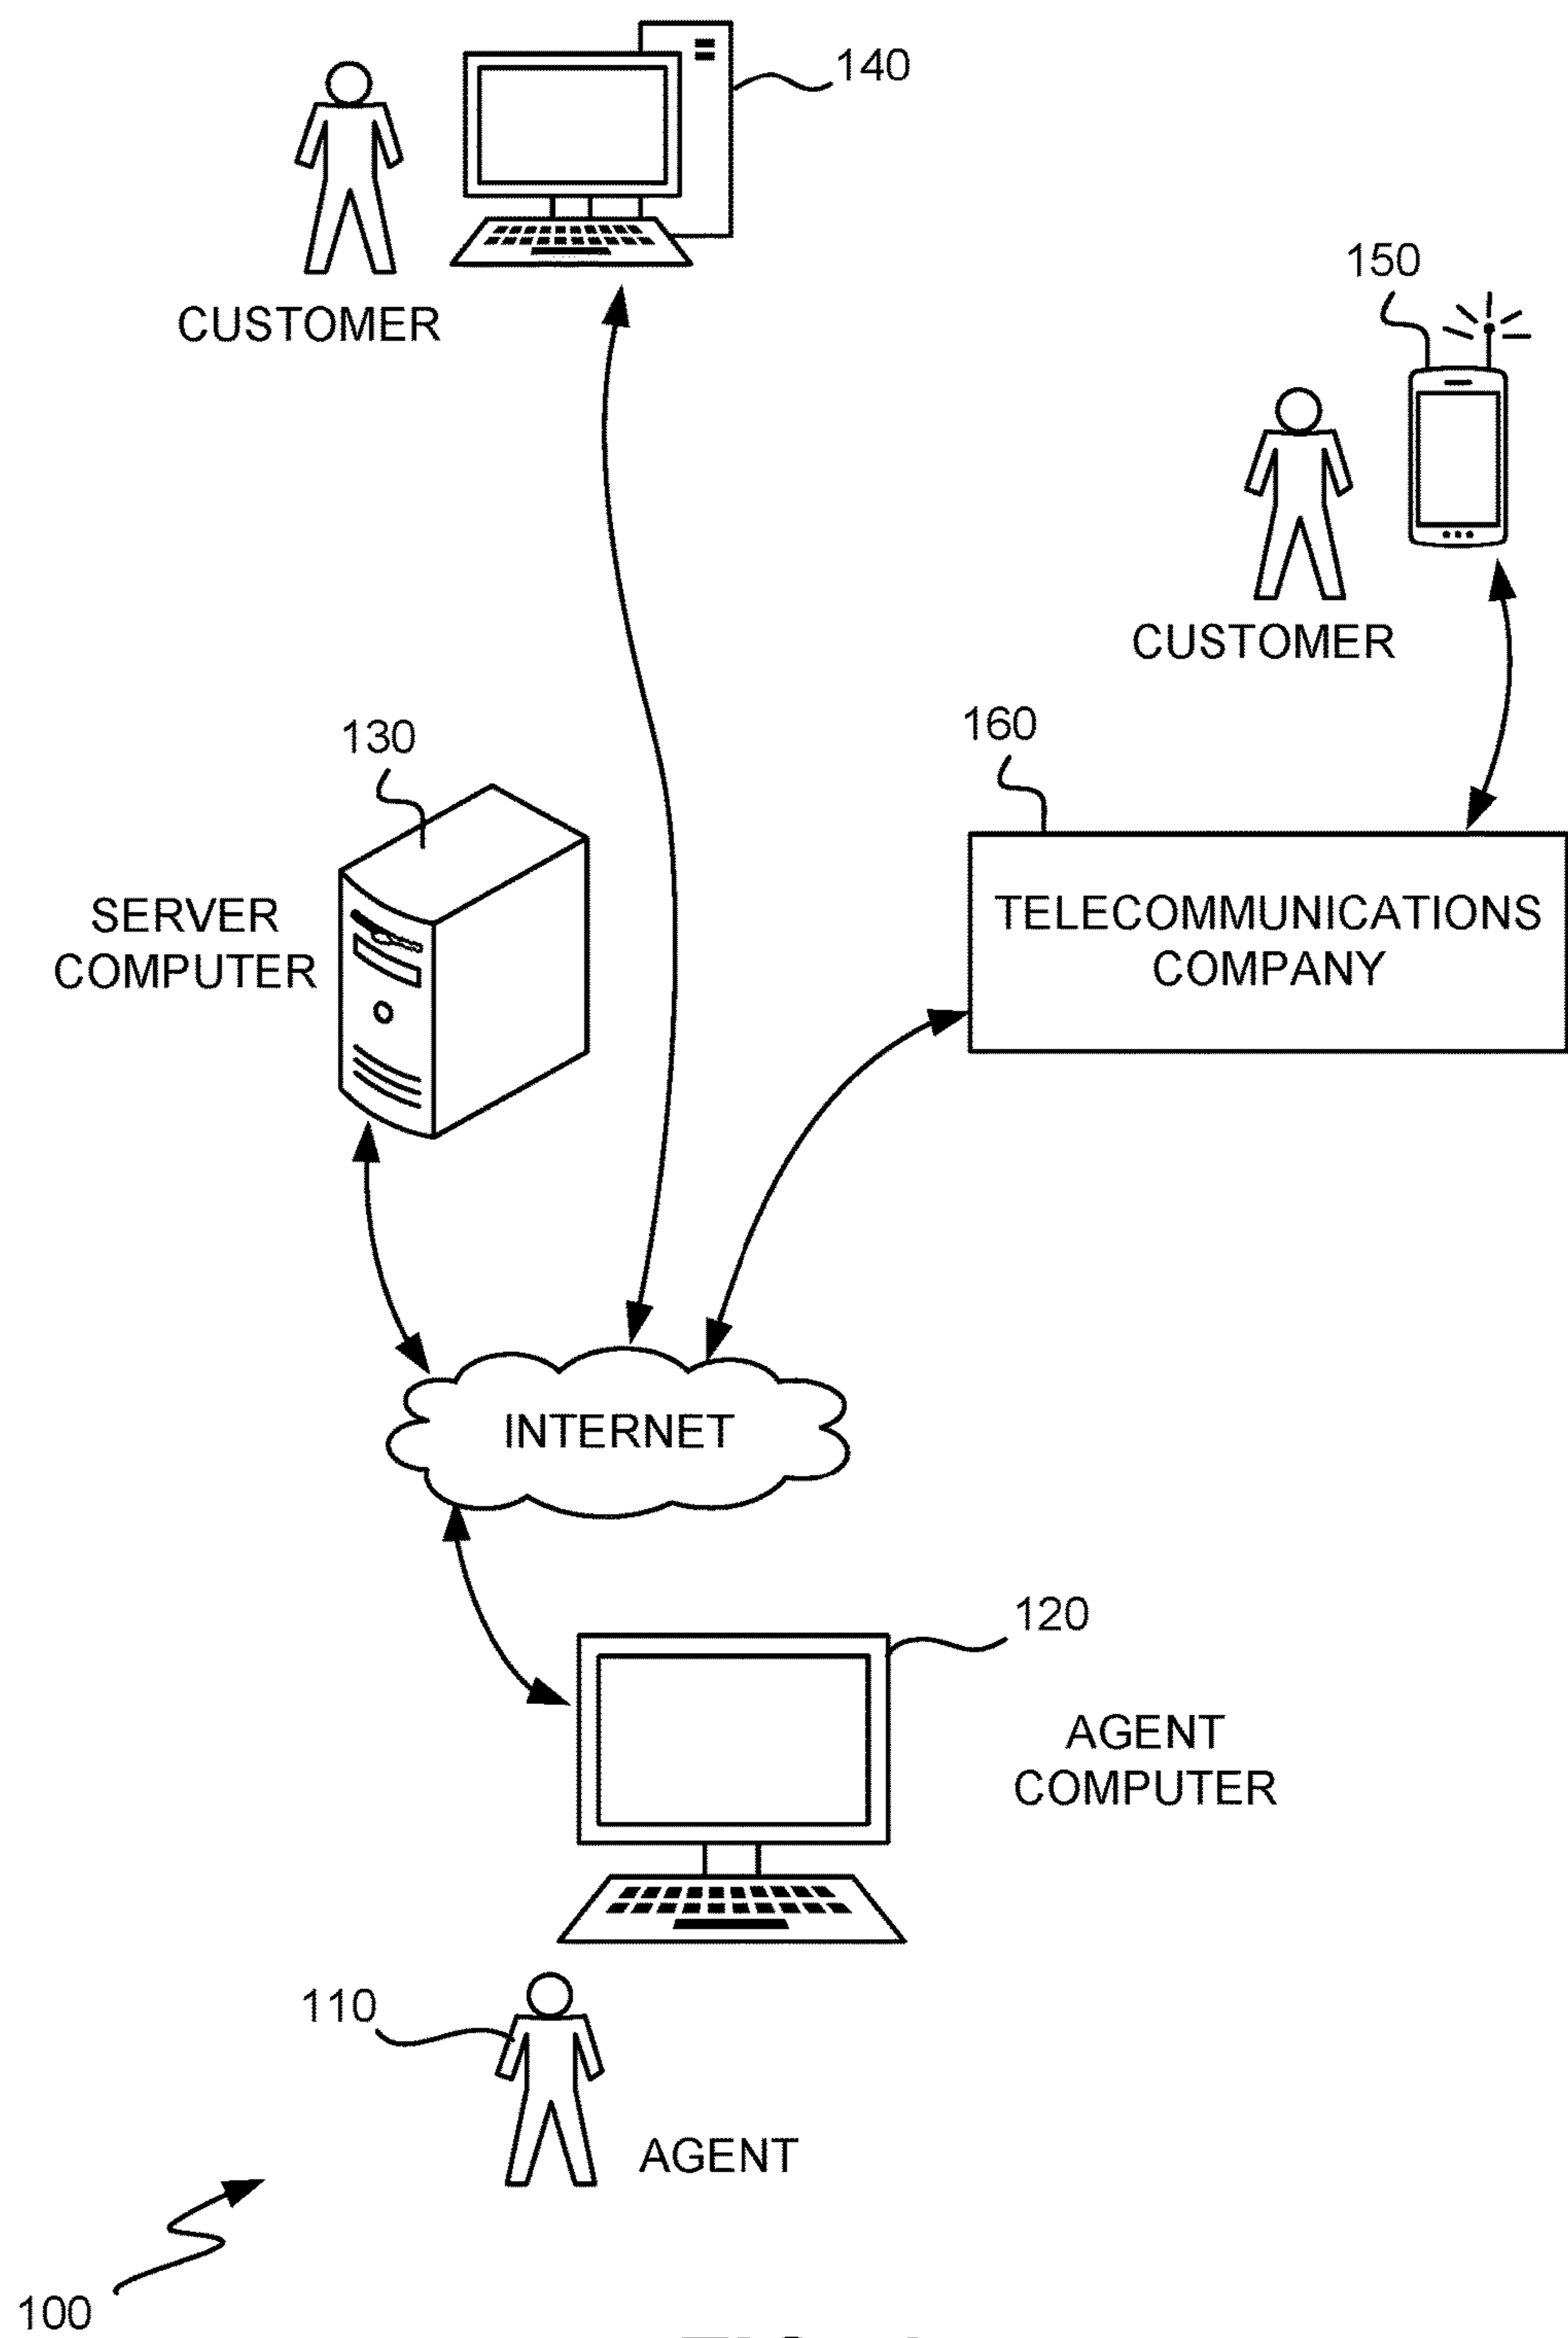 140
CUSTOMER
150
CUSTOMER
130
160
SERVER
COMPUTER
TELECOMMUNICATIONS
COMPANY
INTERNET
120
AGENT
COMPUTER
110
AGENT
100